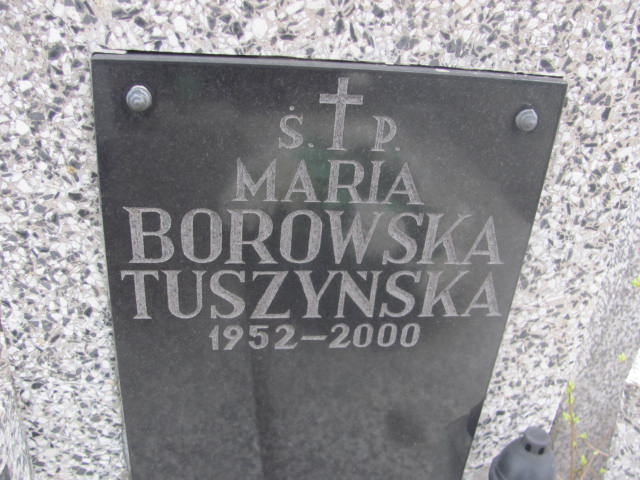 Ś. P.
MARIA
BOROWSKA
TUSZYŃSKA
1952-2000